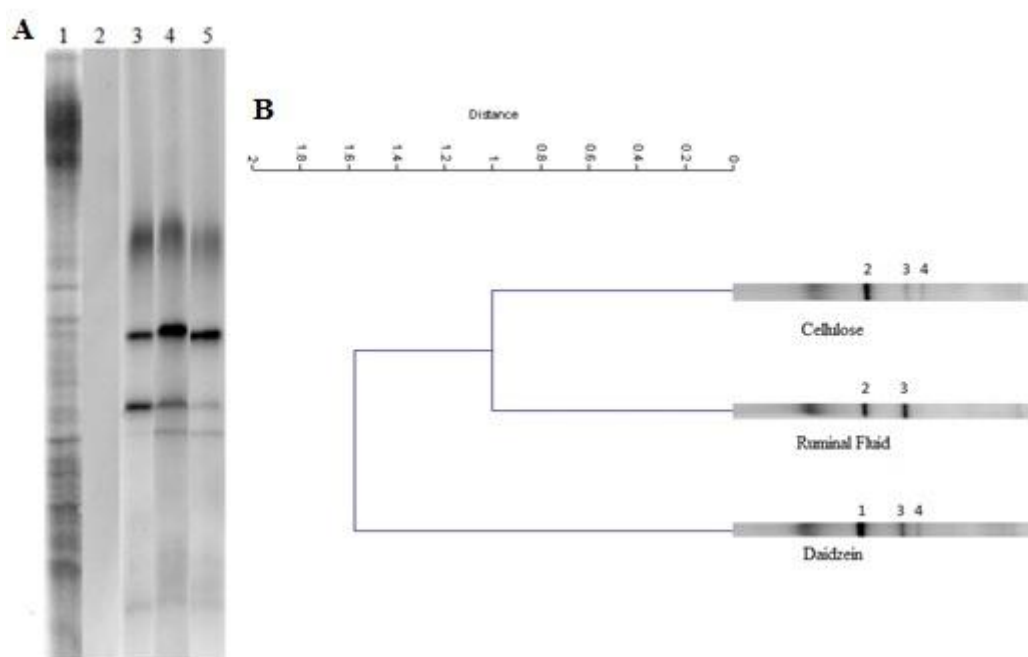 A
1 2 3 4 5
B
Distance
2 1.8 1.6 1.4 1.2 1 0.8 0.6 0.4 0.2 0
2 3 4
Cellulose
2 3
Ruminal Fluid
1 3 4
Daidzein